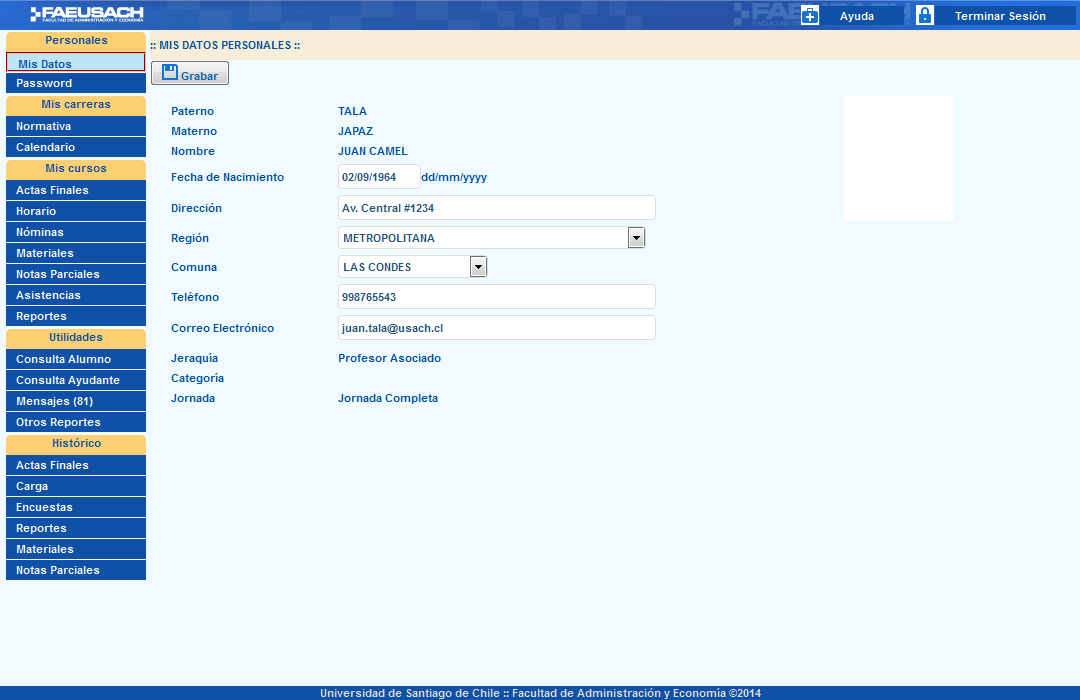 FAEUSACH
FACULTAD DE ADMINISTRACIÓN Y ECONOMÍA
Ayuda
Terminar Sesión
Personales
Mis Datos
Password
Mis carreras
Normativa
Calendario
Mis cursos
Actas Finales
Horario
Nóminas
Materiales
Notas Parciales
Asistencias
Reportes
Utilidades
Consulta Alumno
Consulta Ayudante
Mensajes (81)
Otros Reportes
Histórico
Actas Finales
Carga
Encuestas
Reportes
Materiales
Notas Parciales
:: MIS DATOS PERSONALES ::
Grabar
Paterno TALA
Materno JAPAZ
Nombre JUAN CAMEL
Fecha de Nacimiento 02/09/1964 dd/mm/yyyy
Dirección Av. Central #1234
Región METROPOLITANA
Comuna LAS CONDES
Teléfono 998765543
Correo Electrónico juan.tala@usach.cl
Jeraquía Profesor Asociado
Categoría
Jornada Jornada Completa
Universidad de Santiago de Chile :: Facultad de Administración y Economía ©2014